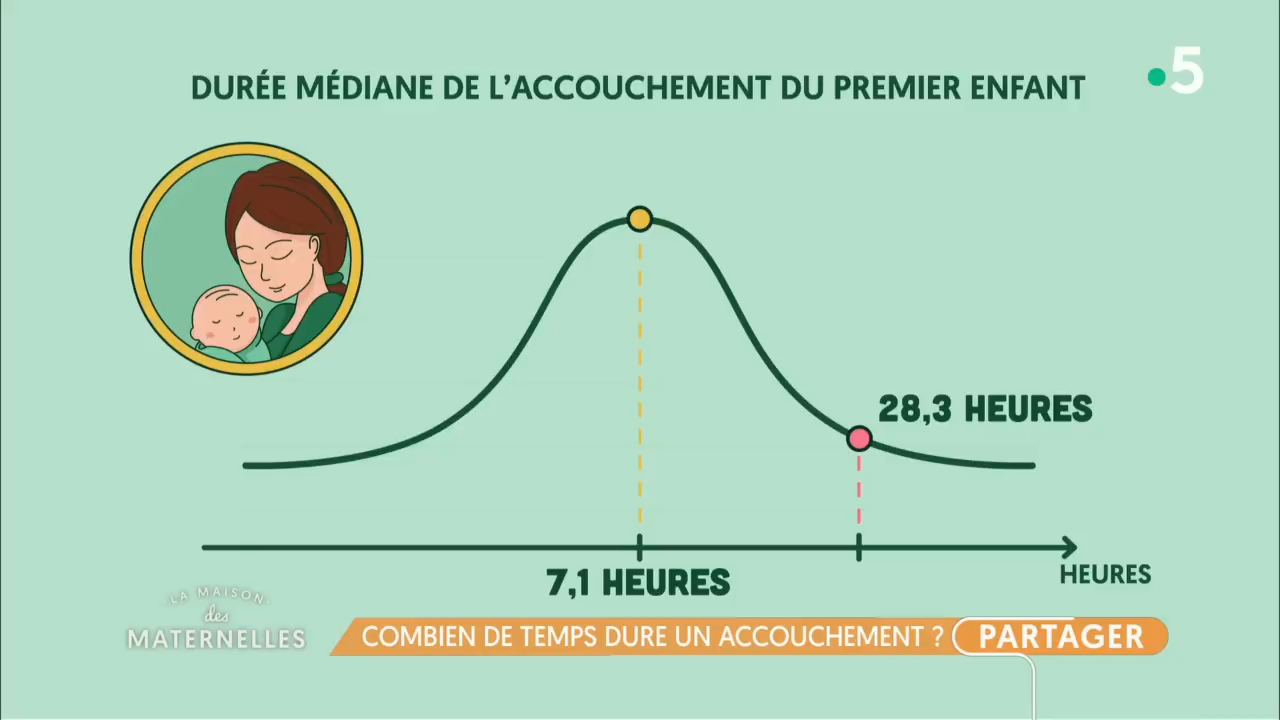 DURÉE MÉDIANE DE L'ACCOUCHEMENT DU PREMIER ENFANT
5
28,3 HEURES
HEURES
7,1 HEURES
LA MAISON
des
MATERNELLES
COMBIEN DE TEMPS DURE UN ACCOUCHEMENT ? PARTAGER